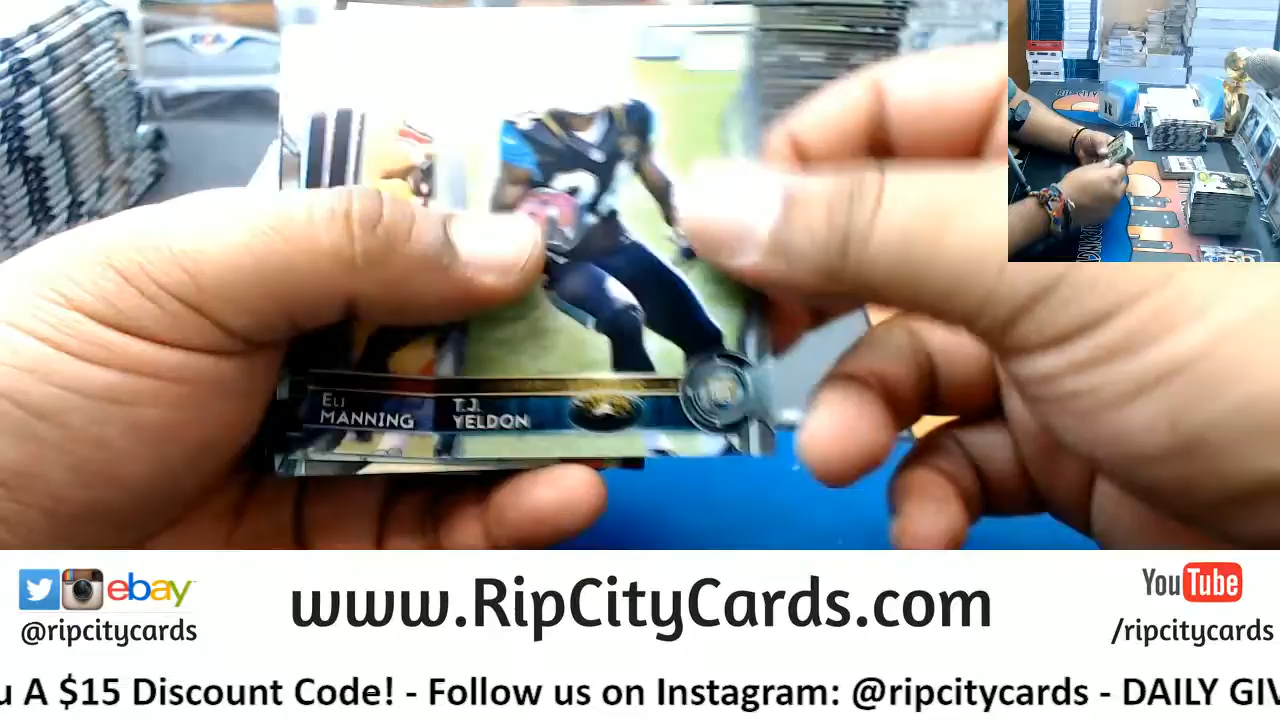 ELI
MANNING
T.J.
YELDON
ebay
@ripcitycards
www.RipCityCards.com
YouTube
/ripcitycards
u A $15 Discount Code! - Follow us on Instagram: @ripcitycards - DAILY GIV